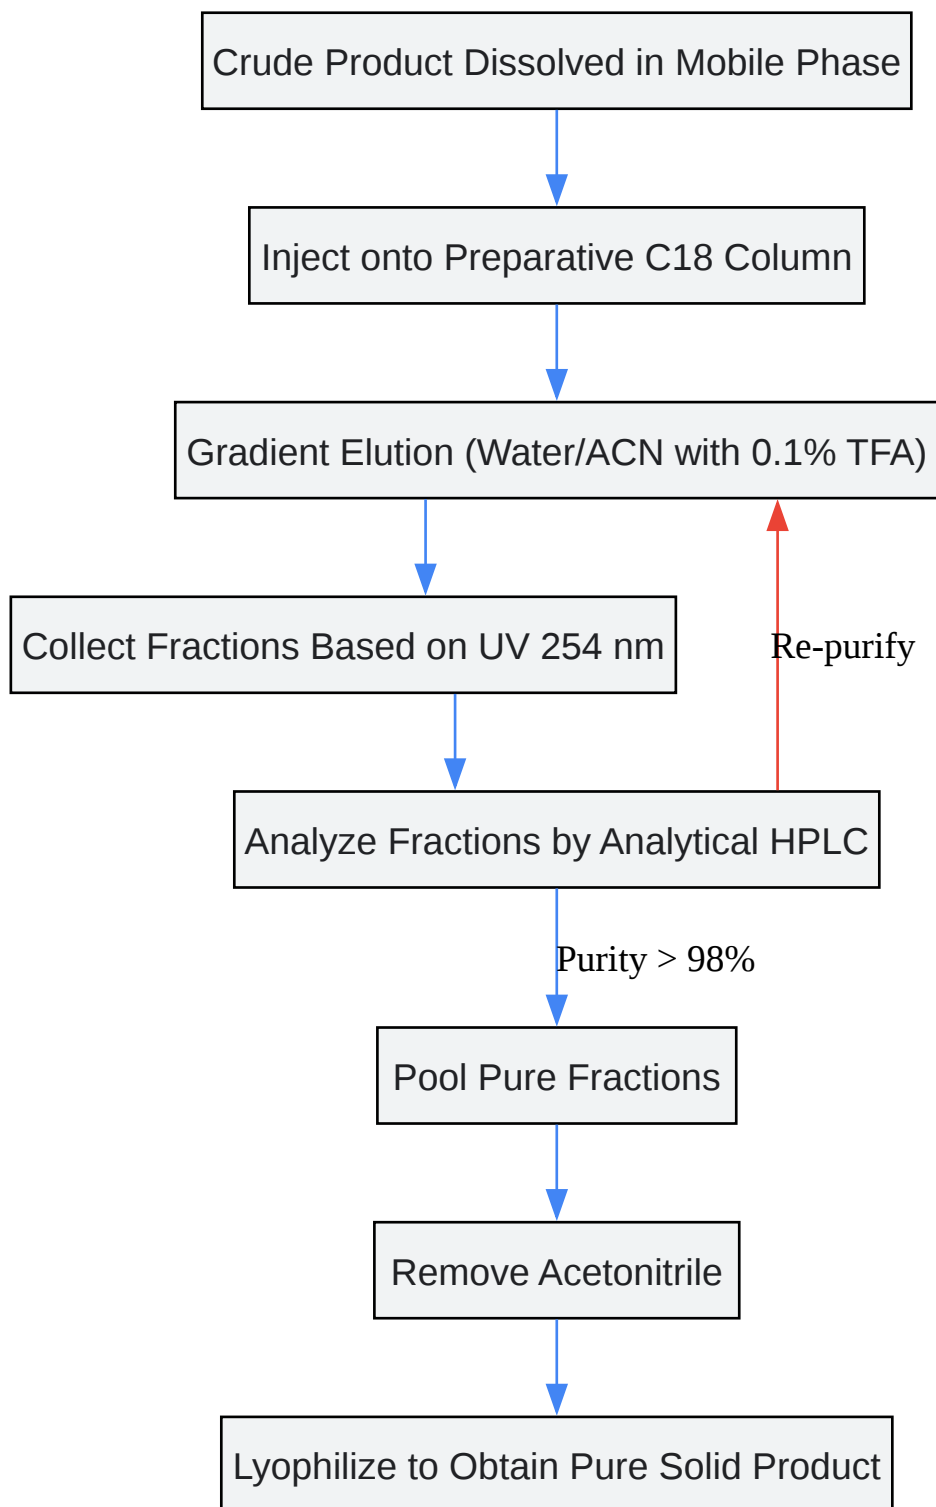 Crude Product Dissolved in Mobile Phase
Inject onto Preparative C18 Column
Gradient Elution (Water/ACN with 0.1% TFA)
Collect Fractions Based on UV 254 nm
Re-purify
Analyze Fractions by Analytical HPLC
Purity > 98%
Pool Pure Fractions
Remove Acetonitrile
Lyophilize to Obtain Pure Solid Product